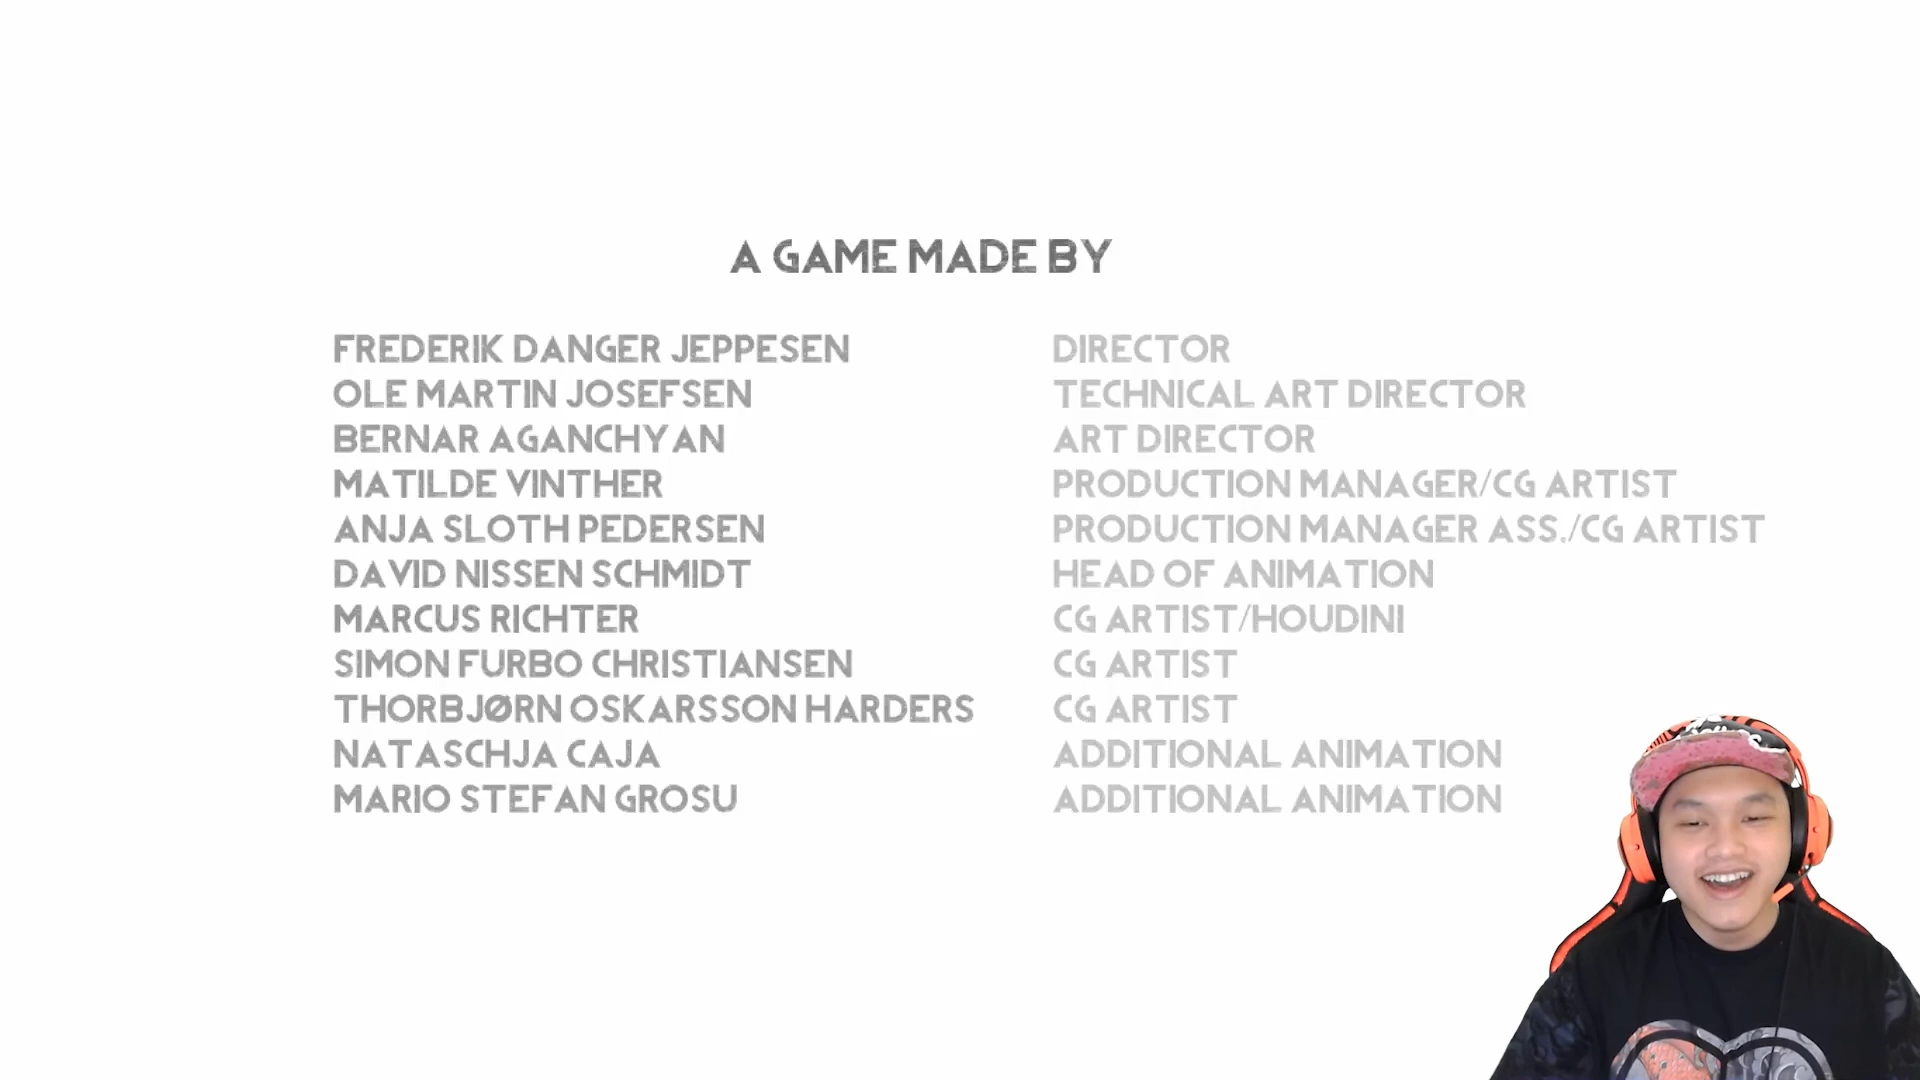 A GAME MADE BY
FREDERIK DANGER JEPPESEN DIRECTOR
OLE MARTIN JOSEFSEN TECHNICAL ART DIRECTOR
BERNAR AGANCHYAN ART DIRECTOR
MATILDE VINTHER PRODUCTION MANAGER/CG ARTIST
ANJA SLOTH PEDERSEN PRODUCTION MANAGER ASS./CG ARTIST
DAVID NISSEN SCHMIDT HEAD OF ANIMATION
MARCUS RICHTER CG ARTIST/HOUDINI
SIMON FURBO CHRISTIANSEN CG ARTIST
THORBJØRN OSKARSSON HARDERS CG ARTIST
NATASCHJA CAJA ADDITIONAL ANIMATION
MARIO STEFAN GROSU ADDITIONAL ANIMATION